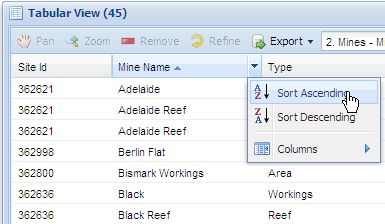 Tabular View (45)
Pan Zoom Remove Refine Export 2. Mines - M
Site Id Mine Name Type
362621 Adelaide
362621 Adelaide Reef
362621 Adelaide Reef
362998 Berlin Flat
362800 Bismark Workings Area
362636 Black Workings
362636 Black Reef Reef
A Z Sort Ascending
Z A Sort Descending
Columns